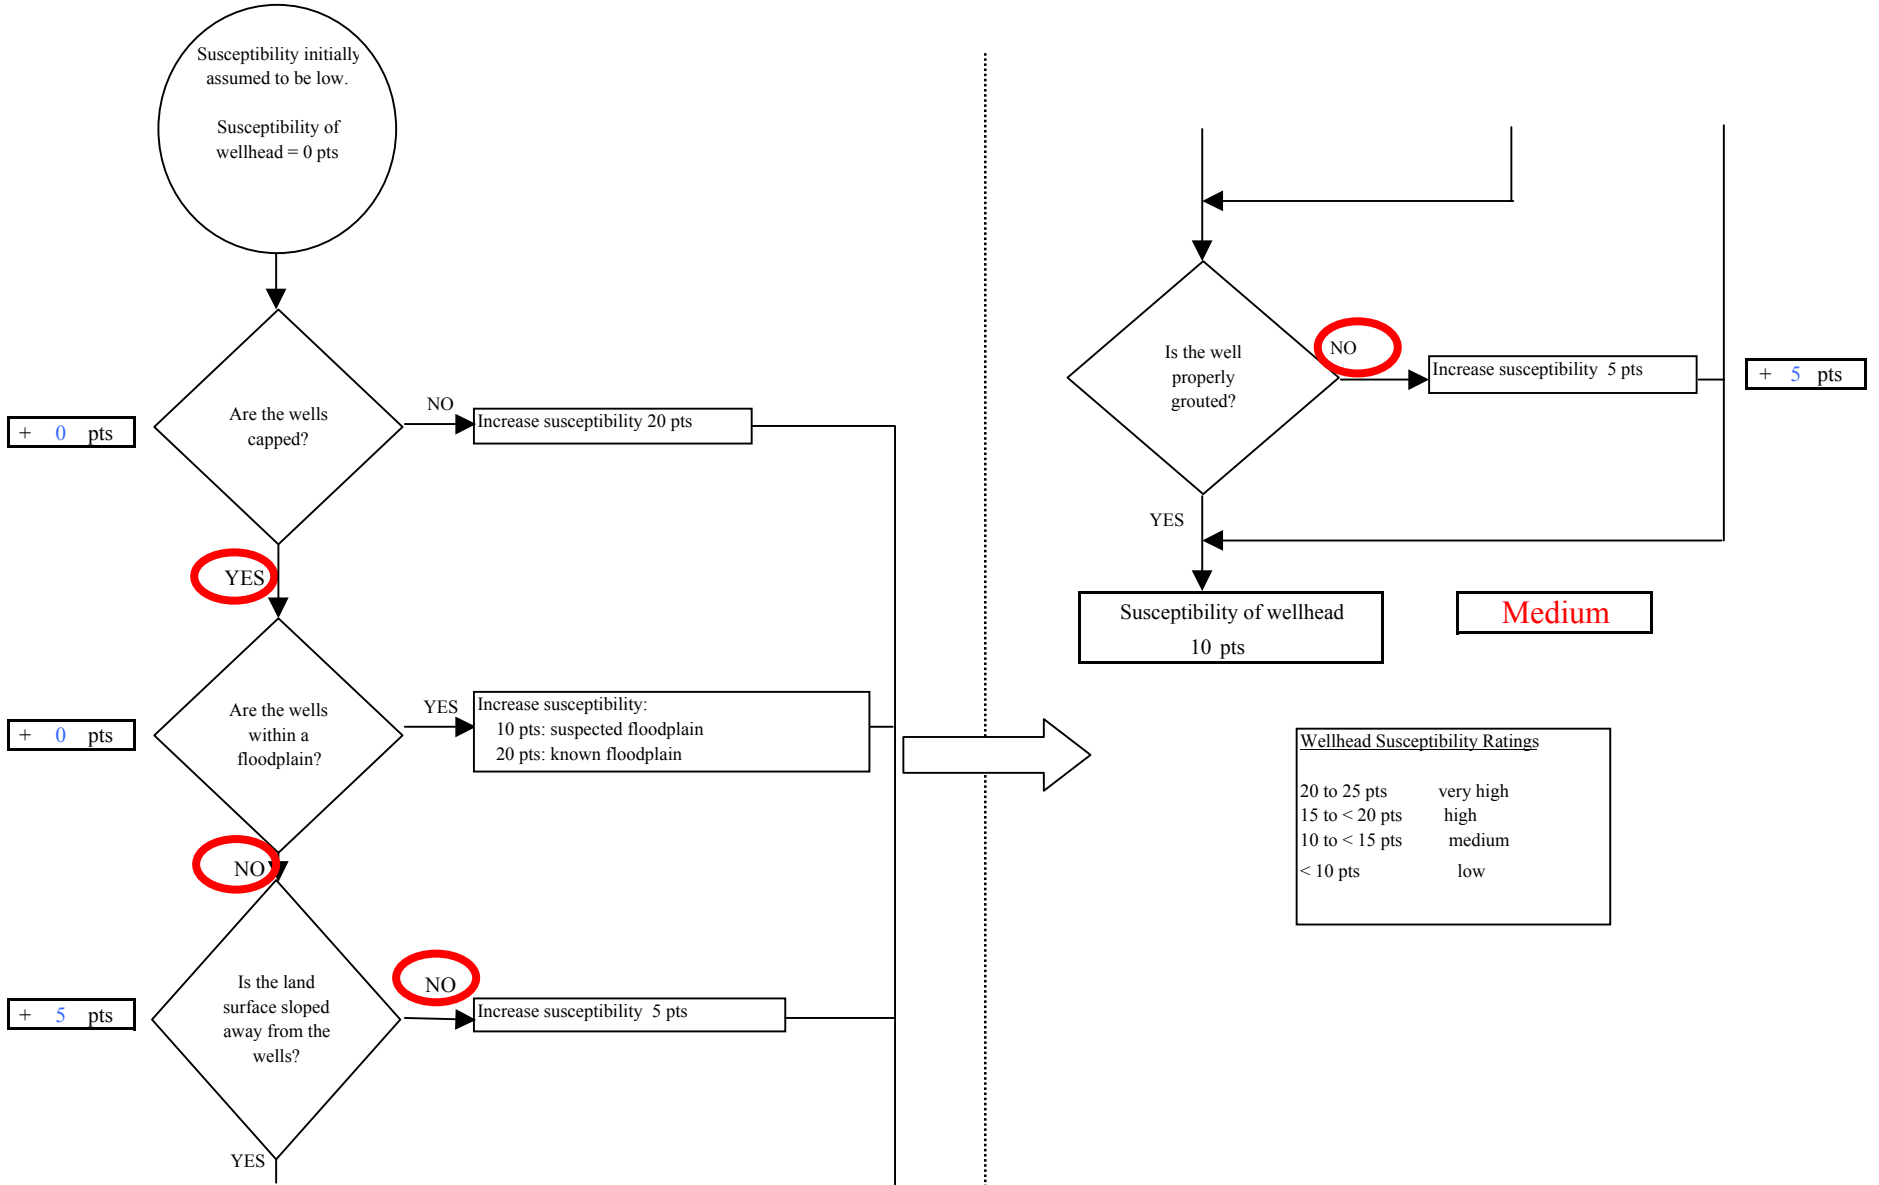 Susceptibility initially
assumed to be low.
Susceptibility of
wellhead = 0 pts
Are the wells
capped?
NO
Increase susceptibility 20 pts
+ 0 pts
YES
Are the wells
within a
floodplain?
YES
Increase susceptibility:
10 pts: suspected floodplain
20 pts: known floodplain
+ 0 pts
NO
Is the land
surface sloped
away from the
wells?
NO
Increase susceptibility 5 pts
+ 5 pts
YES
Is the well
properly
grouted?
NO
Increase susceptibility 5 pts
+ 5 pts
YES
Susceptibility of wellhead
10 pts
Medium
Wellhead Susceptibility Ratings
20 to 25 pts very high
15 to < 20 pts high
10 to < 15 pts medium
< 10 pts low